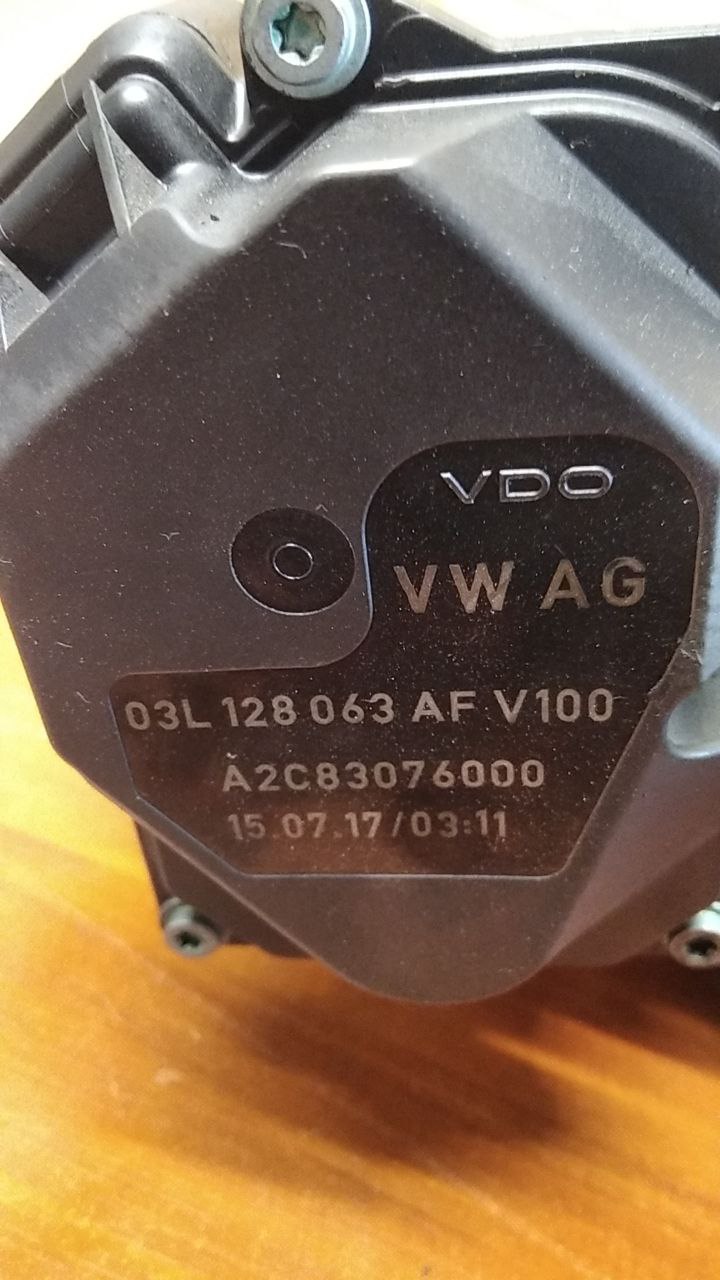 VDO
VW AG
03L 128 063 AF V100
A2C83076000
15.07.17/03:11